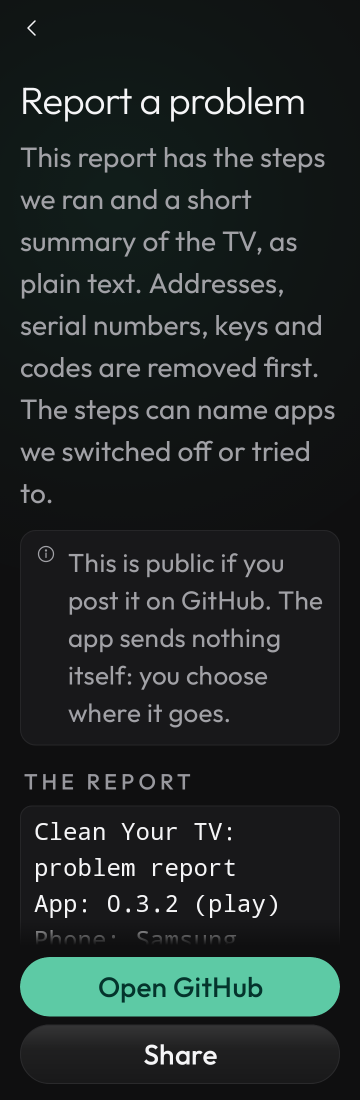 Report a problem
This report has the steps
we ran and a short
summary of the TV, as
plain text. Addresses,
serial numbers, keys and
codes are removed first.
The steps can name apps
we switched off or tried
to.
This is public if you
post it on GitHub. The
app sends nothing
itself: you choose
where it goes.
THE REPORT
Clean Your TV:
problem report
App: 0.3.2 (play)
Phone: Samsung
Open GitHub
Share